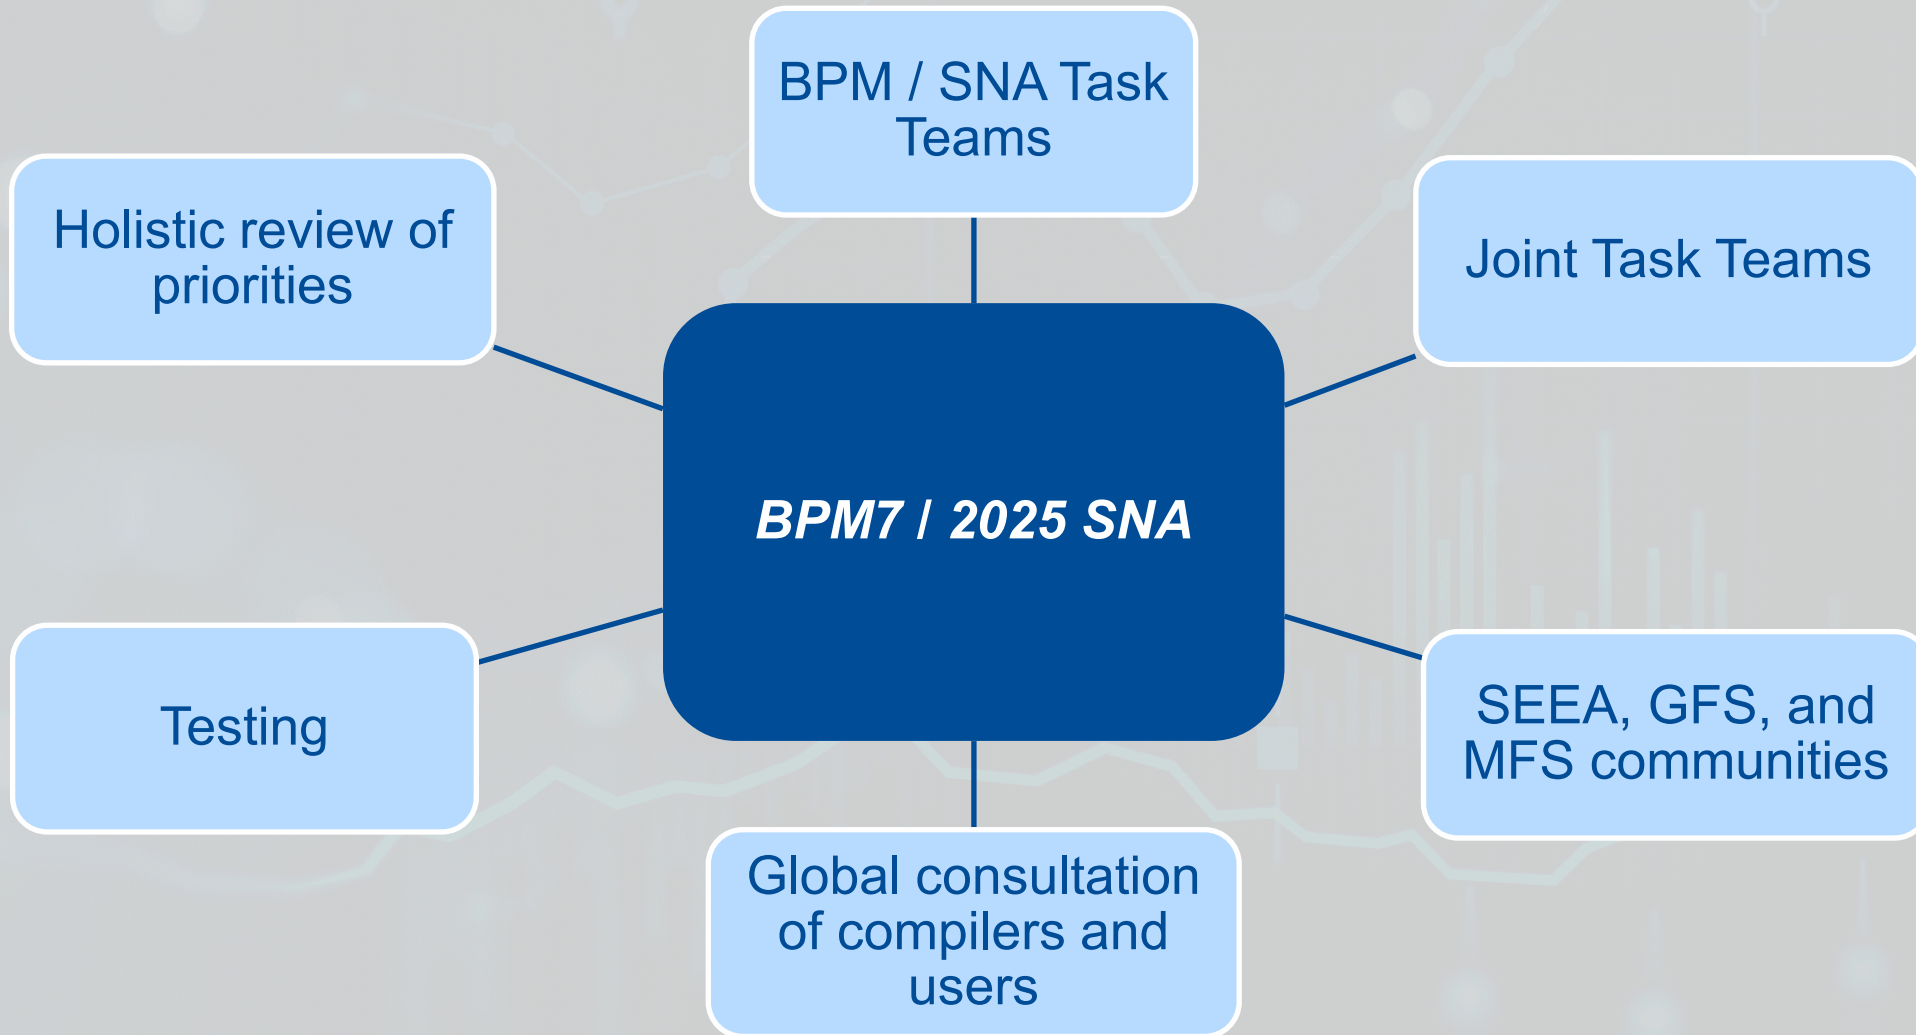 BPM / SNA Task
Teams
Holistic review of
priorities
Joint Task Teams
BPM7 / 2025 SNA
Testing
SEEA, GFS, and
MFS communities
Global consultation
of compilers and
users